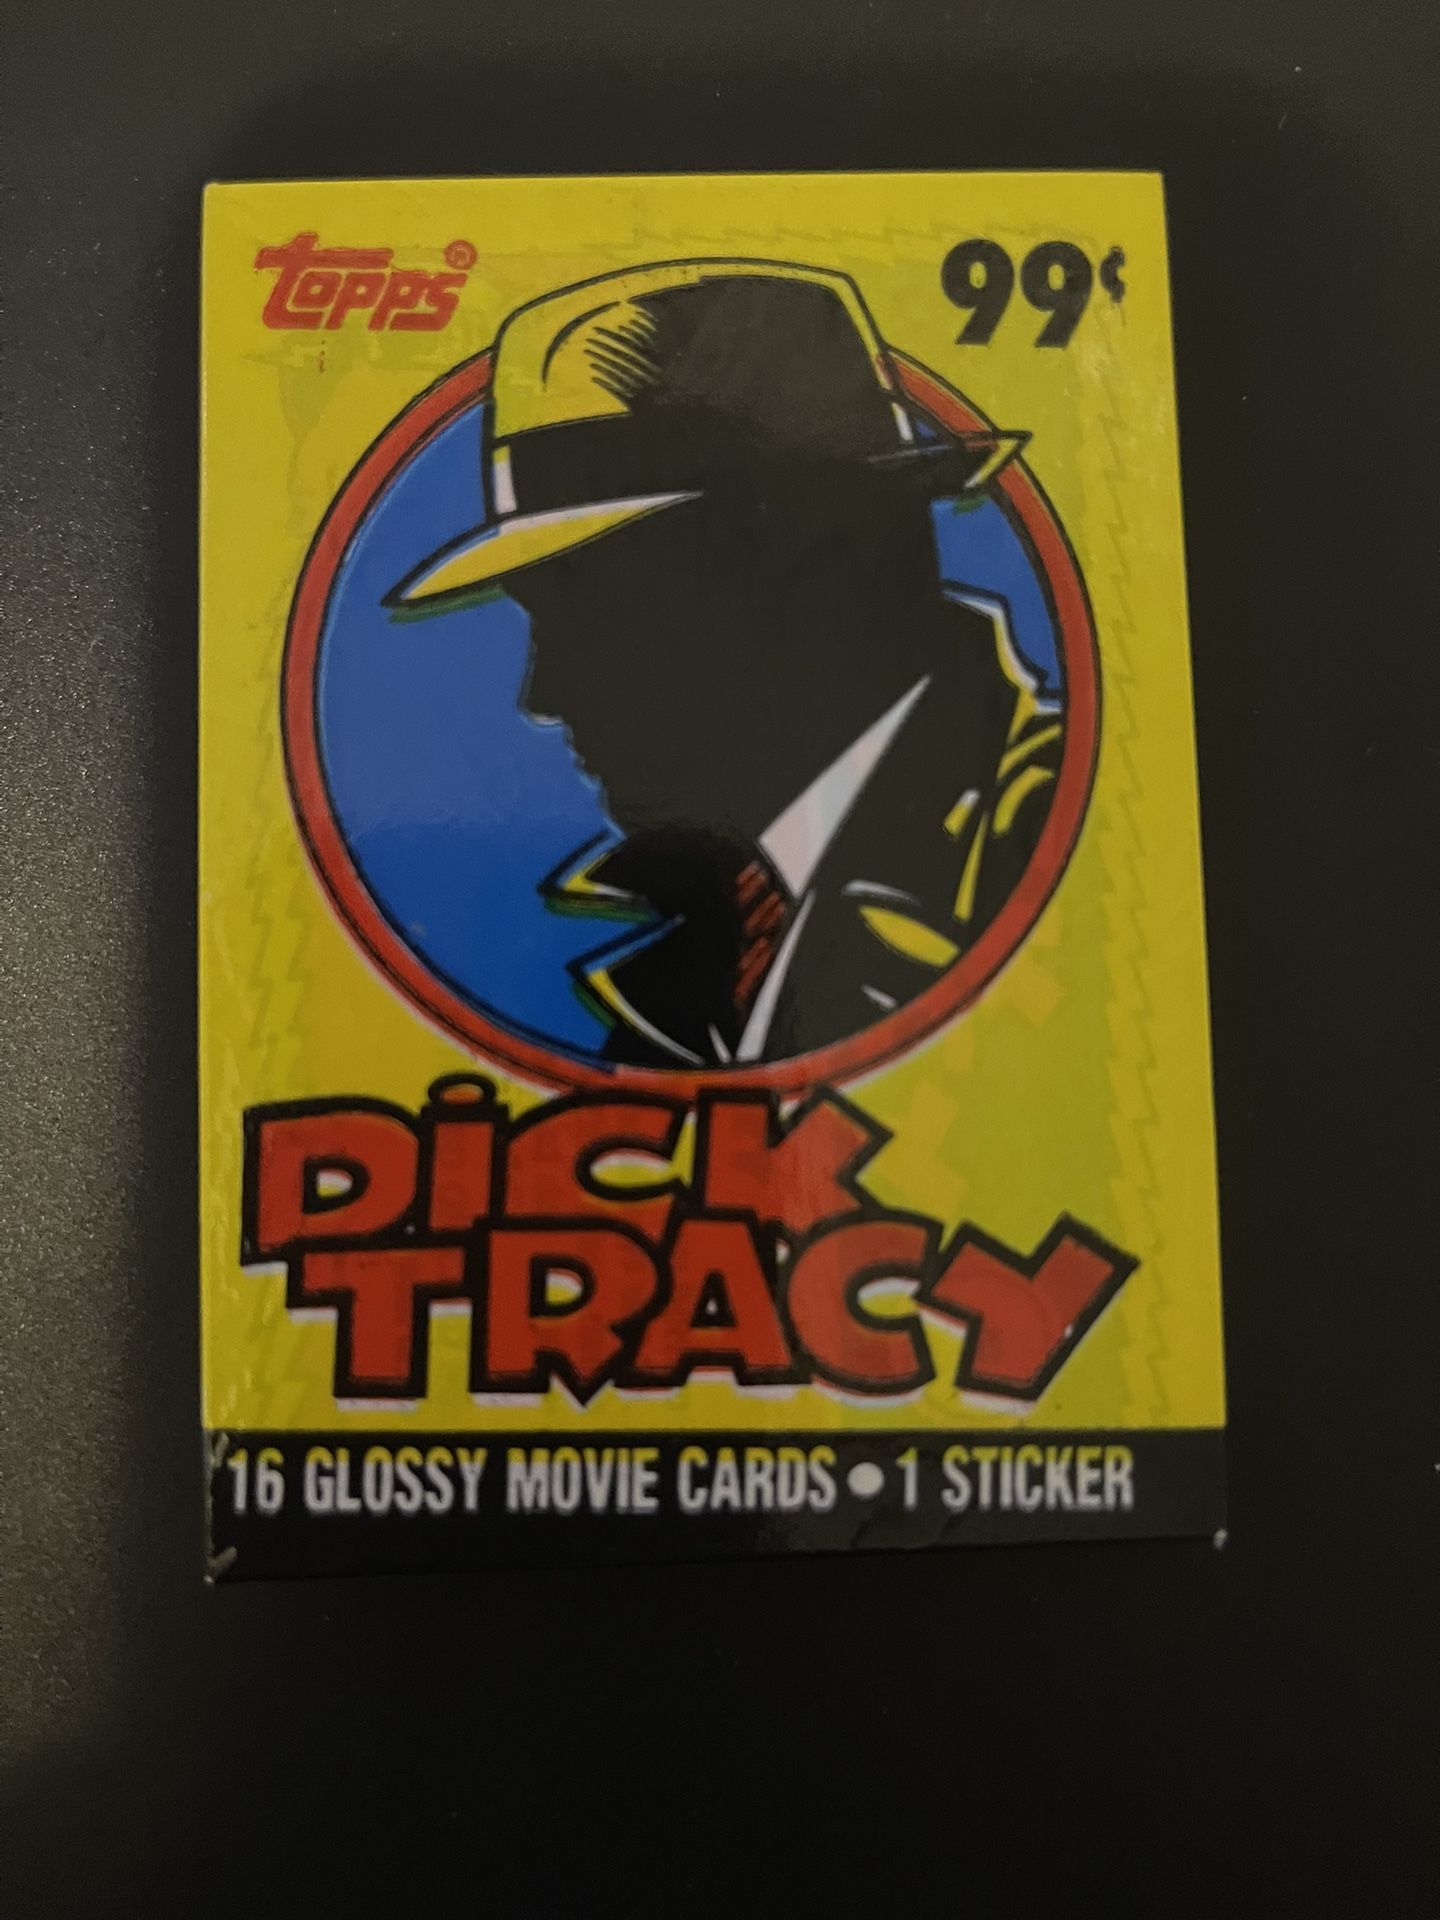 Topps®
99¢
DiCK
TRACY
16 GLOSSY MOVIE CARDS • 1 STICKER